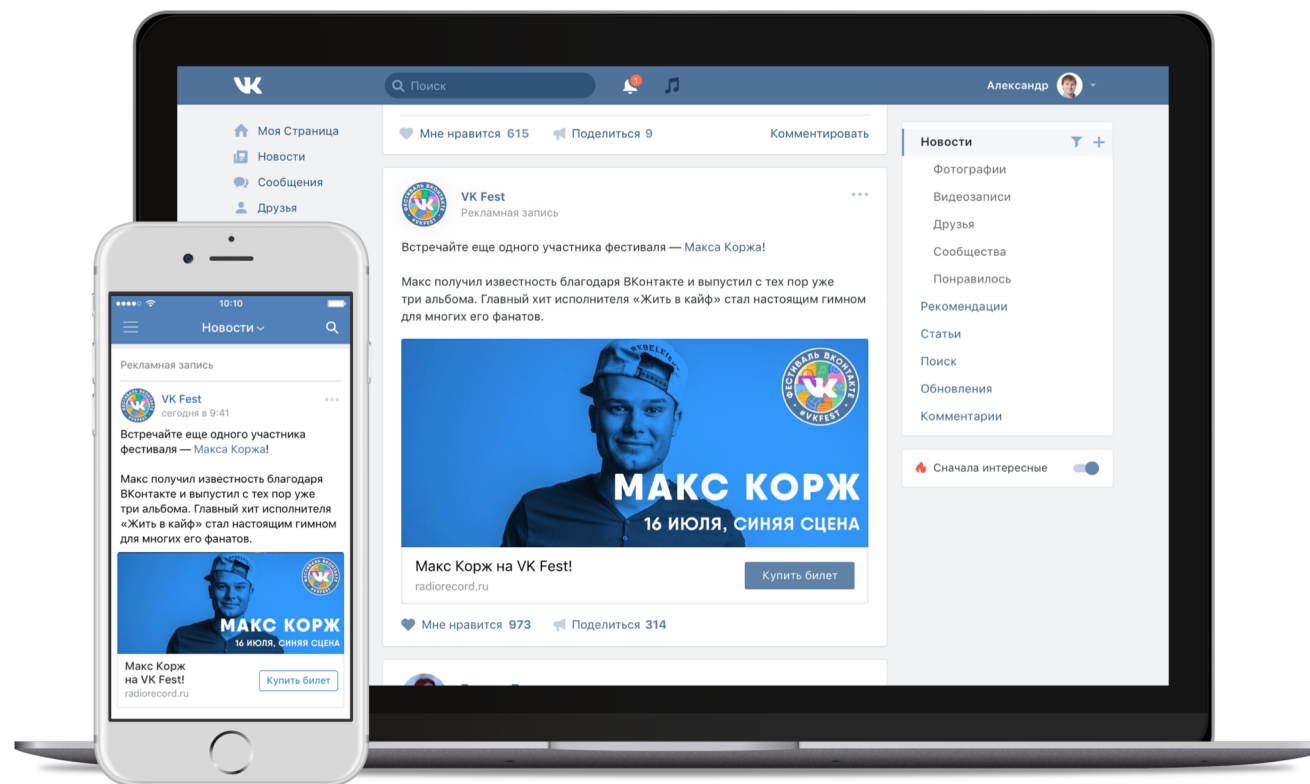 Поиск
1
Александр
Моя Страница
Новости
Сообщения
Друзья
Мне нравится 615
Поделиться 9
Комментировать
VK Fest
Рекламная запись
Встречайте еще одного участника фестиваля — Макса Коржа!
Макс получил известность благодаря ВКонтакте и выпустил с тех пор уже
три альбома. Главный хит исполнителя «Жить в кайф» стал настоящим гимном
для многих его фанатов.
ФЕСТИВАЛЬ ВКОНТАКТЕ
#VKFEST
МАКС КОРЖ
16 ИЮЛЯ, СИНЯЯ СЦЕНА
Макс Корж на VK Fest!
radiorecord.ru
Купить билет
Мне нравится 973
Поделиться 314
Новости
Фотографии
Видеозаписи
Друзья
Сообщества
Понравилось
Рекомендации
Статьи
Поиск
Обновления
Комментарии
Сначала интересные
10:10
Новости
Рекламная запись
VK Fest
сегодня в 9:41
Встречайте еще одного участника
фестиваля — Макса Коржа!
Макс получил известность благодаря
ВКонтакте и выпустил с тех пор уже
три альбома. Главный хит исполнителя
«Жить в кайф» стал настоящим гимном
для многих его фанатов.
МАКС КОРЖ
16 ИЮЛЯ, СИНЯЯ СЦЕНА
Макс Корж
на VK Fest!
radiorecord.ru
Купить билет